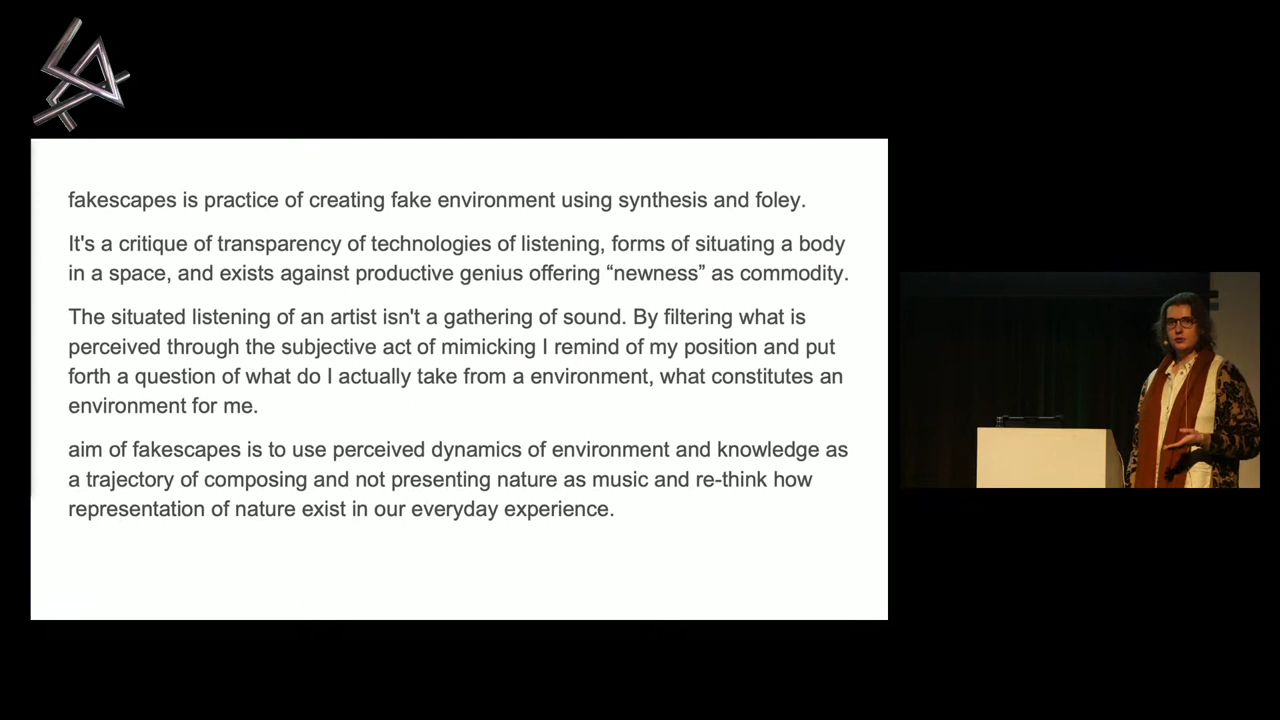 fakescapes is practice of creating fake environment using synthesis and foley.
It's a critique of transparency of technologies of listening, forms of situating a body
in a space, and exists against productive genius offering “newness” as commodity.
The situated listening of an artist isn't a gathering of sound. By filtering what is
perceived through the subjective act of mimicking I remind of my position and put
forth a question of what do I actually take from a environment, what constitutes an
environment for me.
aim of fakescapes is to use perceived dynamics of environment and knowledge as
a trajectory of composing and not presenting nature as music and re-think how
representation of nature exist in our everyday experience.